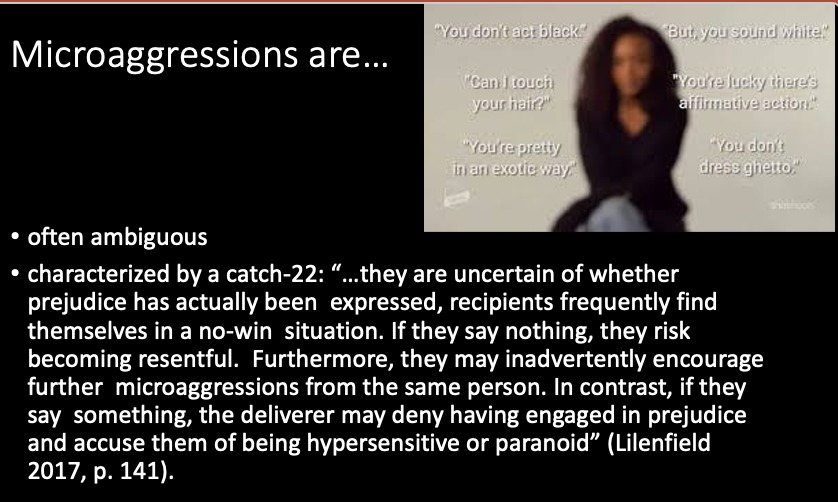 Microaggressions are...
"You don't act black."
"But, you sound white."
"Can I touch
your hair?"
"You're lucky there's
affirmative action."
"You're pretty
in an exotic way."
"You don't
dress ghetto."
• often ambiguous
• characterized by a catch-22: “...they are uncertain of whether
prejudice has actually been expressed, recipients frequently find
themselves in a no-win situation. If they say nothing, they risk
becoming resentful. Furthermore, they may inadvertently encourage
further microaggressions from the same person. In contrast, if they
say something, the deliverer may deny having engaged in prejudice
and accuse them of being hypersensitive or paranoid” (Lilenfield
2017, p. 141).